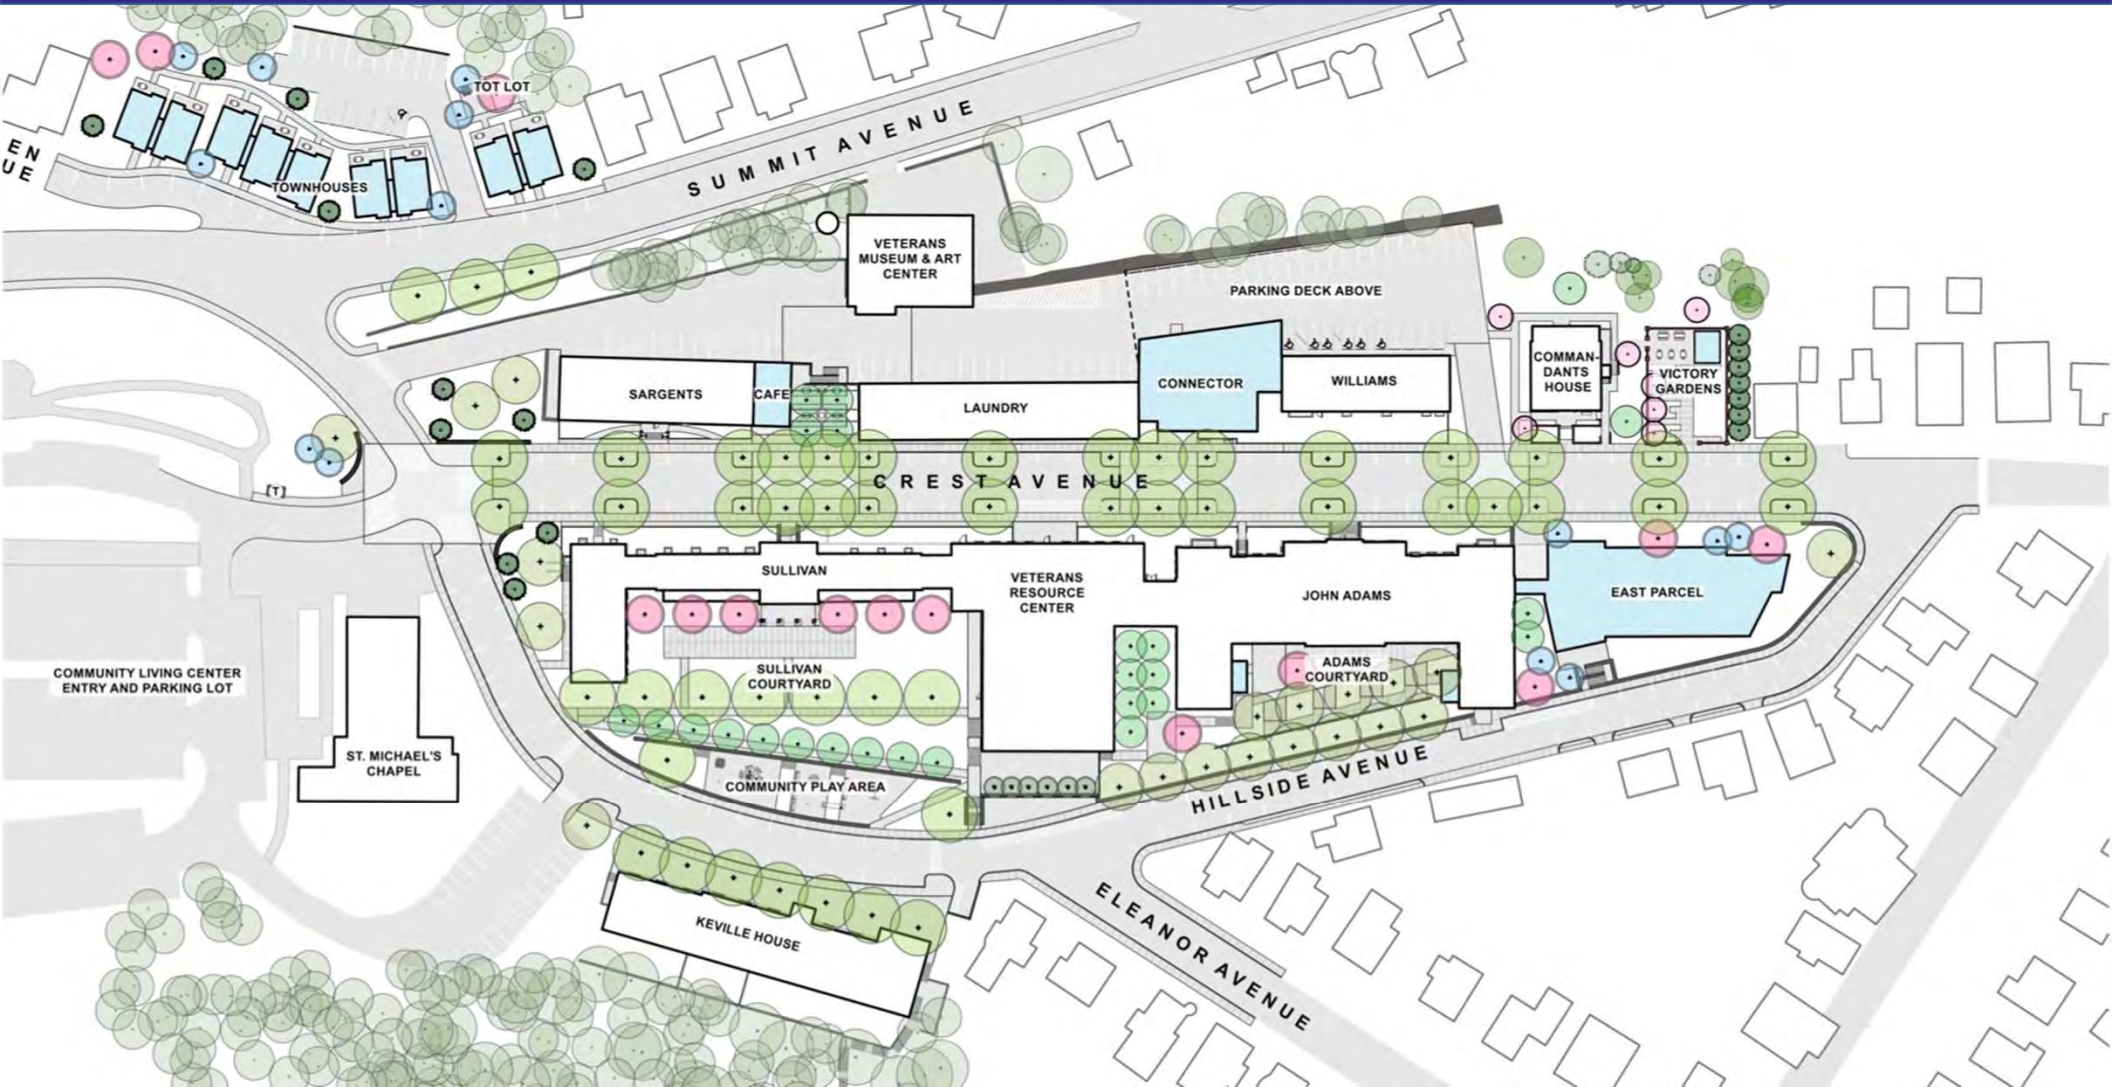 TOT LOT
EN
UE
TOWNHOUSES
SUMMIT AVENUE
VETERANS
MUSEUM & ART
CENTER
PARKING DECK ABOVE
SARGENTS
CAFE
LAUNDRY
CONNECTOR
WILLIAMS
COMMAN-
DANTS
HOUSE
VICTORY
GARDENS
CREST AVENUE
[T]
SULLIVAN
VETERANS
RESOURCE
CENTER
JOHN ADAMS
EAST PARCEL
COMMUNITY LIVING CENTER
ENTRY AND PARKING LOT
SULLIVAN
COURTYARD
ADAMS
COURTYARD
ST. MICHAEL'S
CHAPEL
COMMUNITY PLAY AREA
HILLSIDE AVENUE
KEVILLE HOUSE
ELEANOR AVENUE